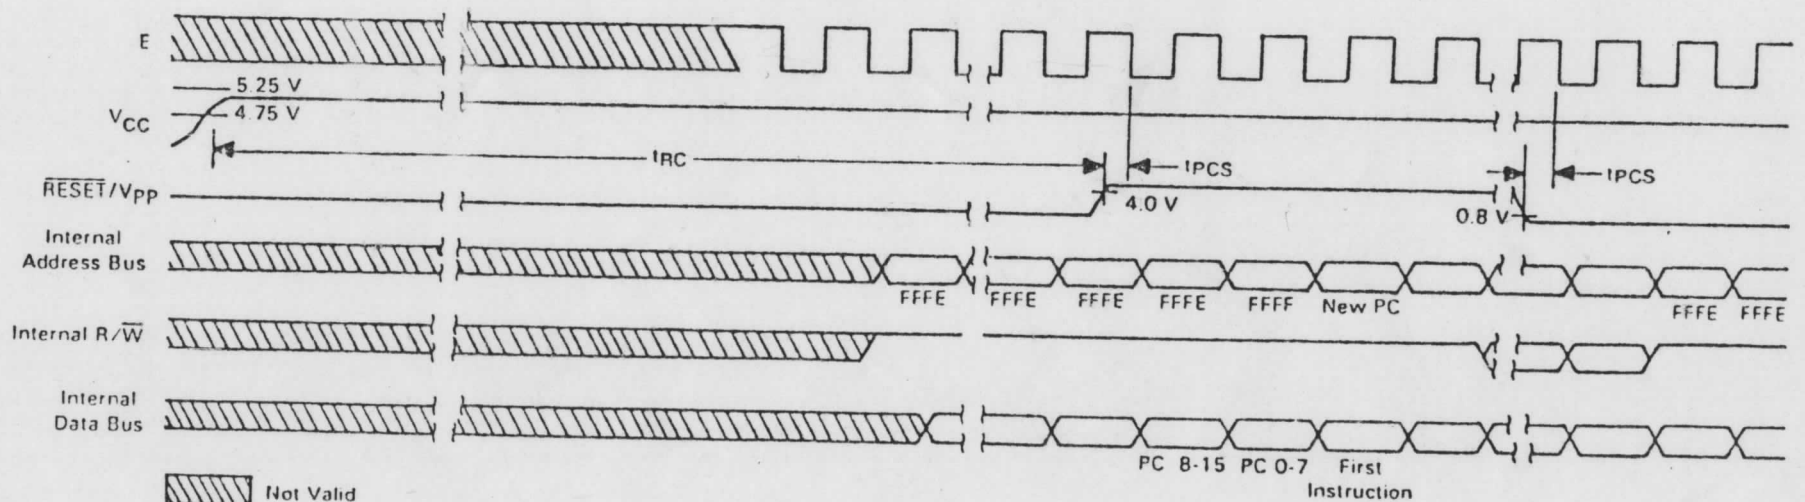 E
5.25 V
VCC
4.75 V
tRC
tPCS
tPCS
RESET/VPP
4.0 V
0.8 V
Internal
Address Bus
FFFE FFFE FFFE FFFE FFFF New PC FFFE FFFE
Internal R/W
Internal
Data Bus
PC 8-15 PC 0-7 First
Instruction
Not Valid